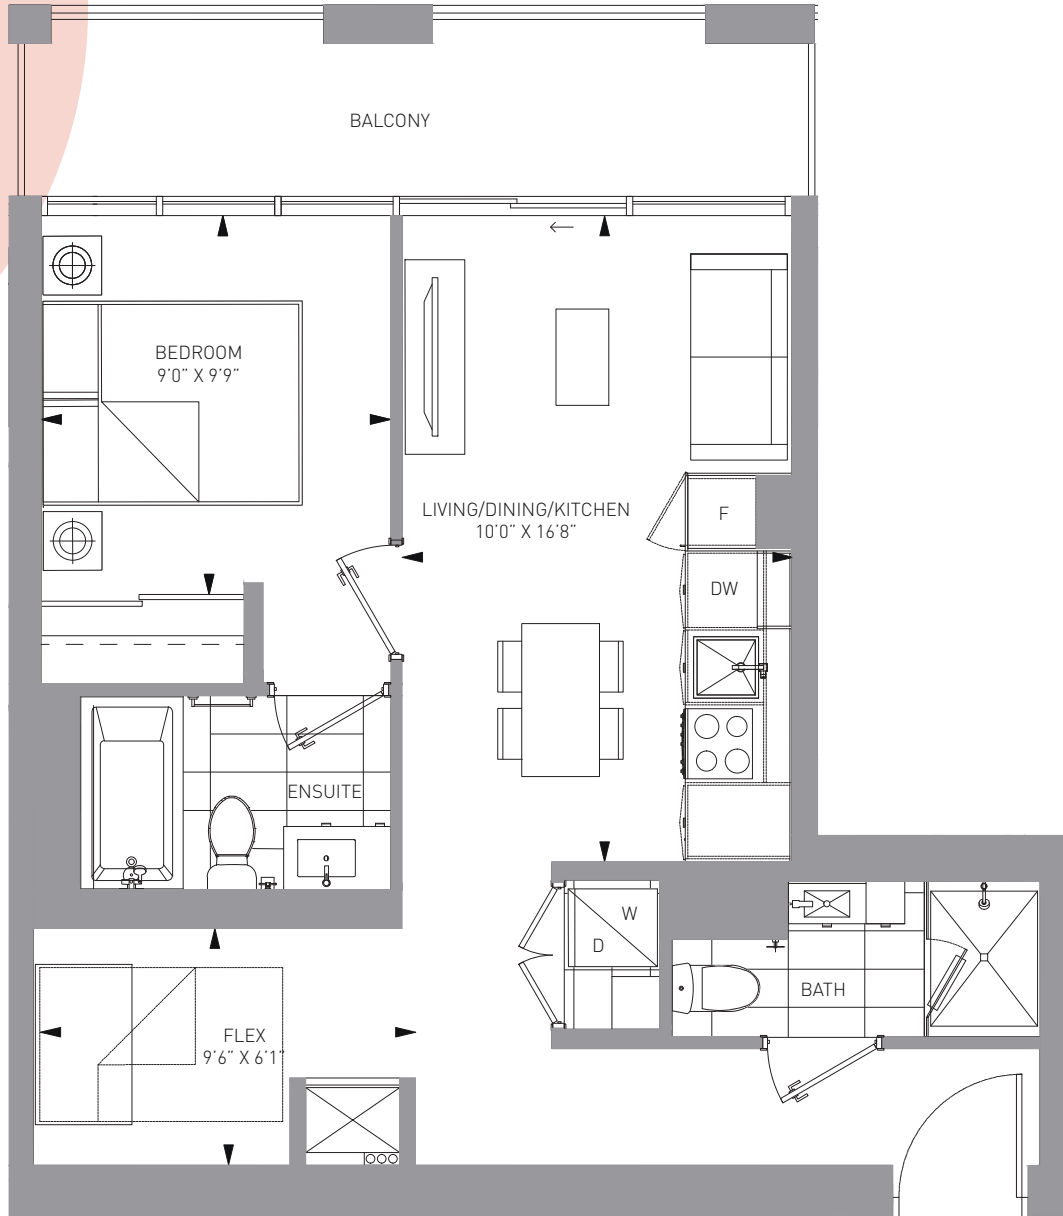 BALCONY
BEDROOM
9'0" X 9'9"
LIVING/DINING/KITCHEN
10'0" X 16'8"
F
DW
ENSUITE
W
D
BATH
FLEX
9'6" X 6'1"